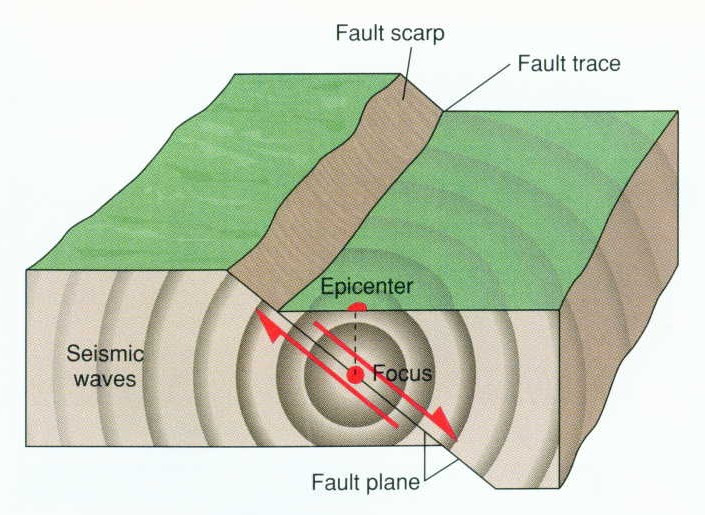 Fault scarp
Fault trace
Epicenter
Seismic
waves
Focus
Fault plane